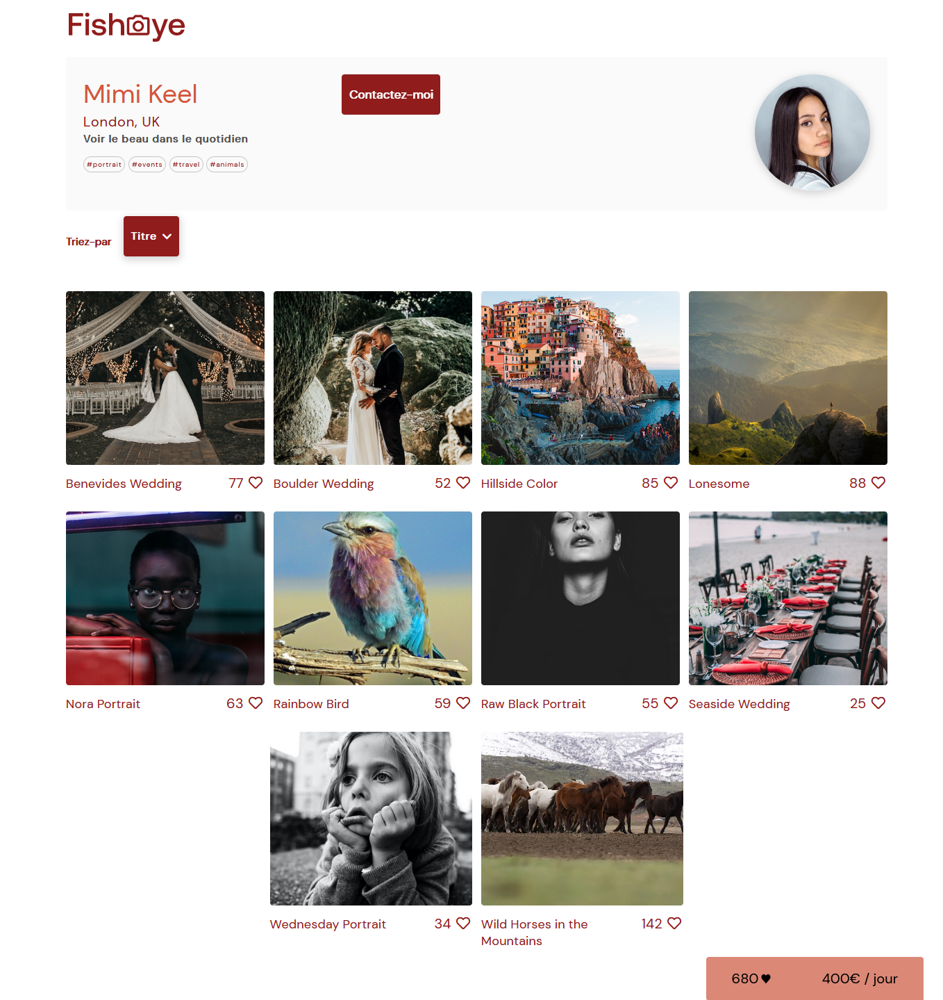 FishEye
Mimi Keel
Contactez-moi
London, UK
Voir le beau dans le quotidien
#portrait #events #travel #animals
Triez-par Titre
Benevides Wedding 77
Boulder Wedding 52
Hillside Color 85
Lonesome 88
Nora Portrait 63
Rainbow Bird 59
Raw Black Portrait 55
Seaside Wedding 25
Wednesday Portrait 34
Wild Horses in the 142
Mountains
680♥ 400€ / jour